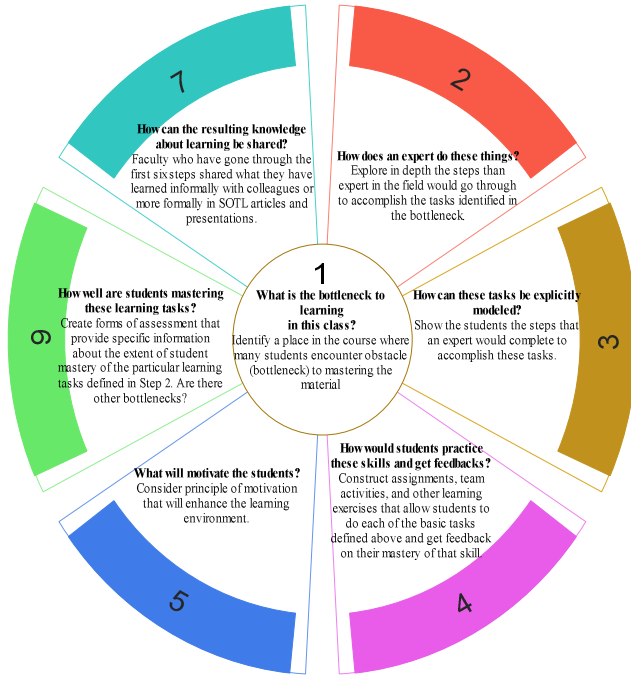 1
What is the bottleneck to
learning
in this class?
Identify a place in the course where
many students encounter obstacle
(bottleneck) to mastering the
material
2
How does an expert do these things?
Explore in depth the steps than
expert in the field would go through
to accomplish the tasks identified in
the bottleneck.
3
How can these tasks be explicitly
modeled?
Show the students the steps that
an expert would complete to
accomplish these tasks.
4
How would students practice
these skills and get feedbacks?
Construct assignments, team
activities, and other learning
exercises that allow students to
do each of the basic tasks
defined above and get feedback
on their mastery of that skill.
5
What will motivate the students?
Consider principle of motivation
that will enhance the learning
environment.
6
How well are students mastering
these learning tasks?
Create forms of assessment that
provide specific information
about the extent of student
mastery of the particular learning
tasks defined in Step 2. Are there
other bottlenecks?
7
How can the resulting knowledge
about learning be shared?
Faculty who have gone through the
first six steps shared what they have
learned informally with colleagues or
more formally in SOTL articles and
presentations.